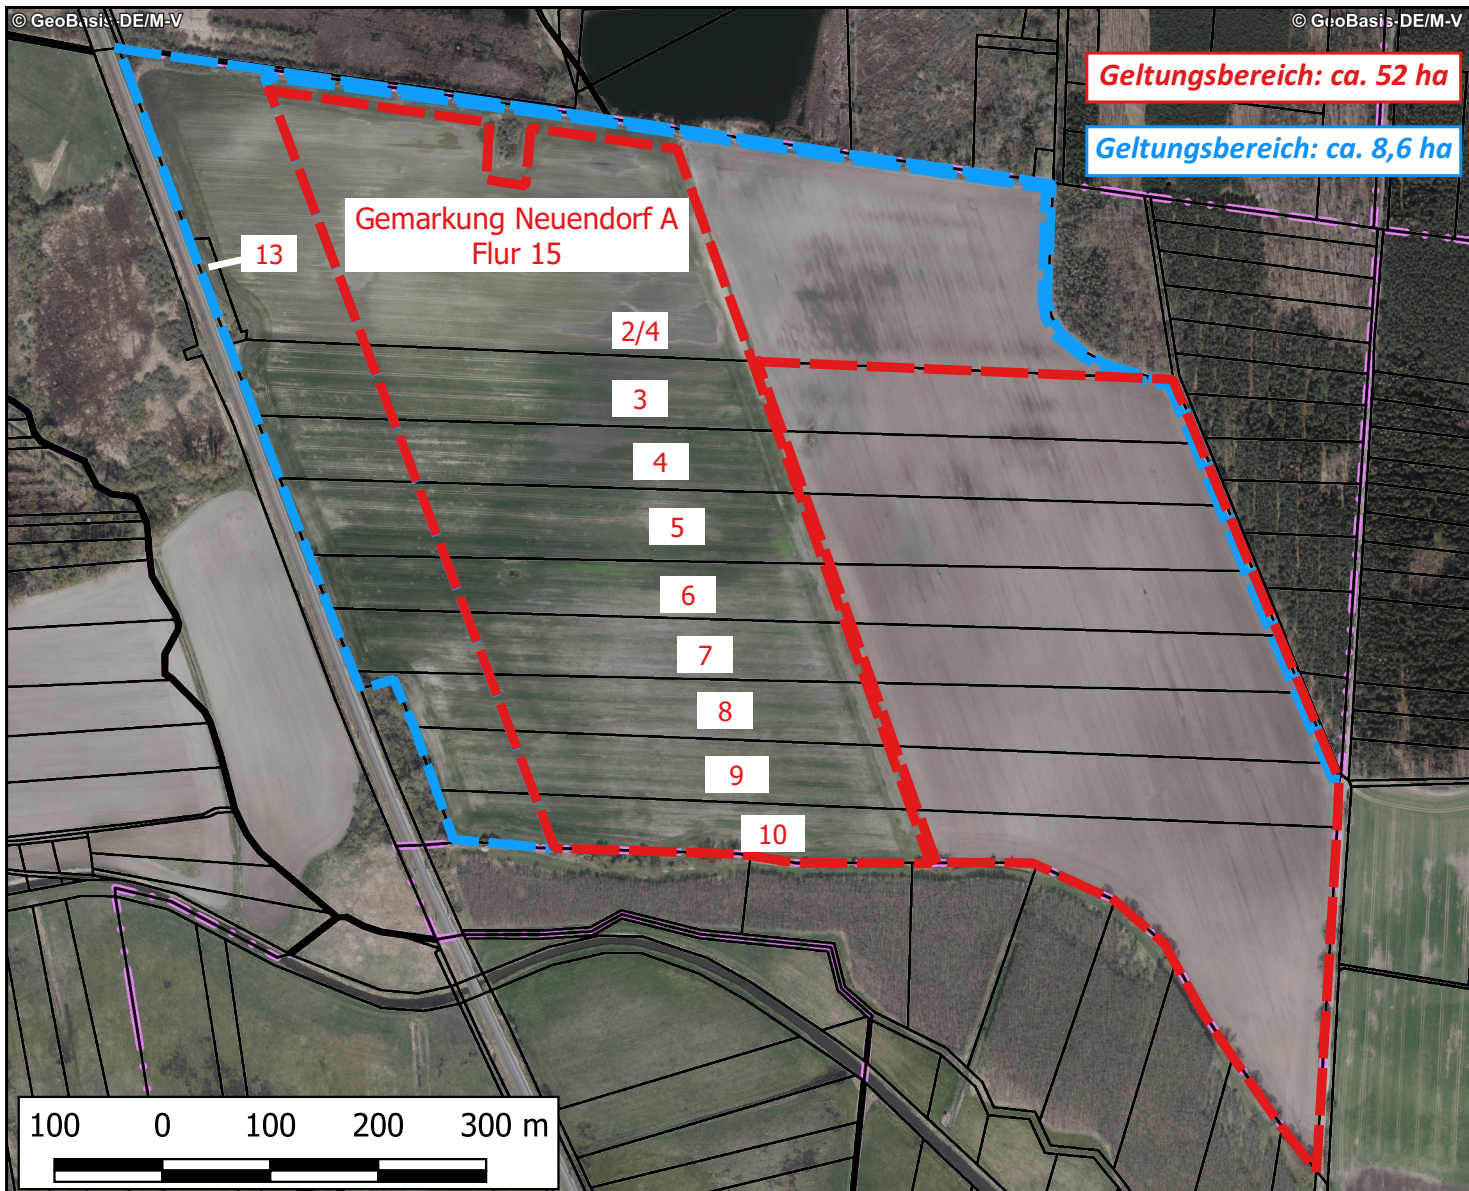 © GeoBasis-DE/M-V
© GeoBasis-DE/M-V
Geltungsbereich: ca. 52 ha
Geltungsbereich: ca. 8,6 ha
Gemarkung Neuendorf A
Flur 15
13
2/4
3
4
5
6
7
8
9
10
100 0 100 200 300 m